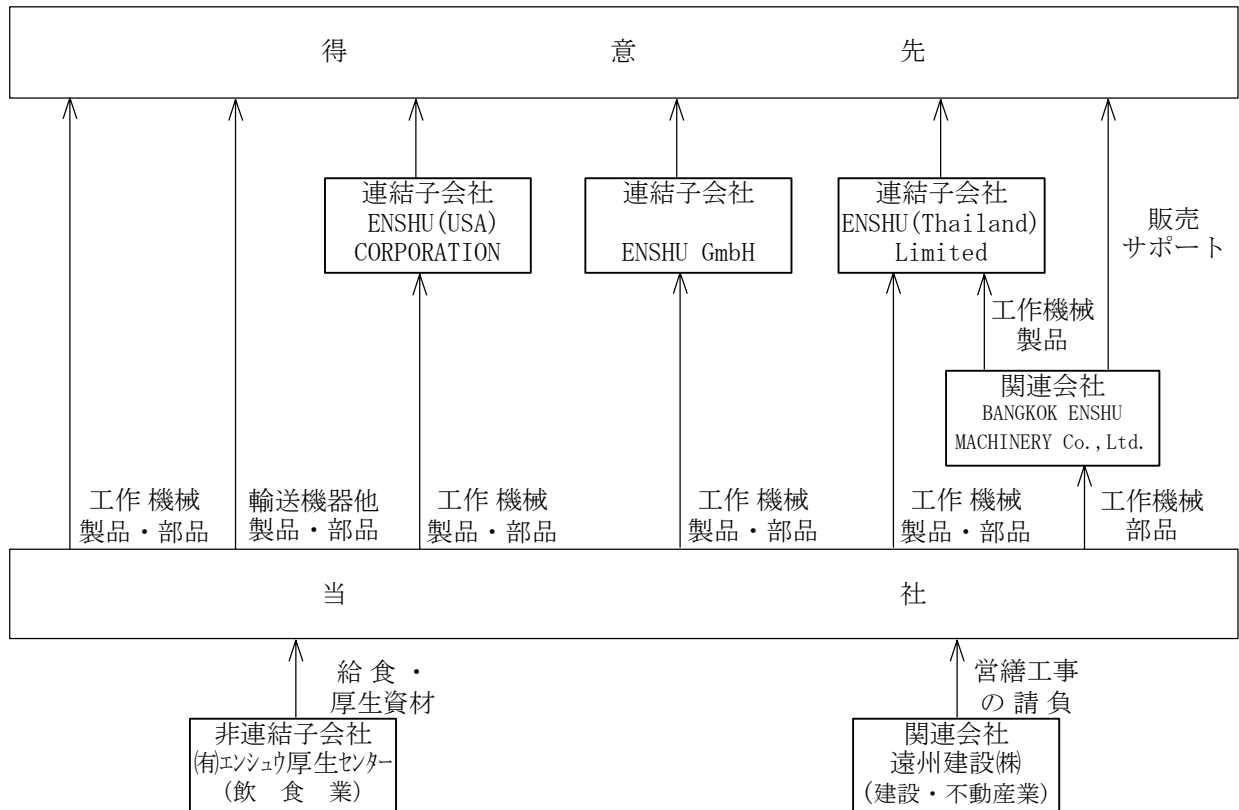 得 意 先
連結子会社
ENSHU(USA)
CORPORATION
連結子会社
ENSHU GmbH
連結子会社
ENSHU(Thailand)
Limited
販売
サポート
工作機械
製品
関連会社
BANGKOK ENSHU
MACHINERY Co.,Ltd.
工作 機械
製品・部品
輸送機器他
製品・部品
工作 機械
製品・部品
工作 機械
製品・部品
工作 機械
製品・部品
工作機械
部品
当 社
給 食 ・
厚生資材
営繕工事
の 請 負
非連結子会社
㈲エンシュウ厚生センター
(飲 食 業)
関連会社
遠州建設㈱
(建設・不動産業)